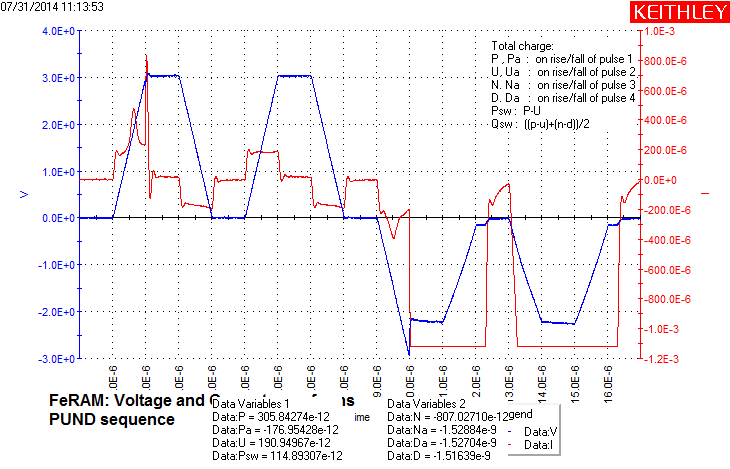 07/31/2014 11:13:53
KEITHLEY
4.0E+0
3.0E+0
2.0E+0
1.0E+0
0.0E+0
-1.0E+0
-2.0E+0
-3.0E+0
V
1.0E-3
800.0E-6
600.0E-6
400.0E-6
200.0E-6
0.0E+0
-200.0E-6
-400.0E-6
-600.0E-6
-800.0E-6
-1.0E-3
-1.2E-3
I
Total charge:
P , Pa : on rise/fall of pulse 1
U, Ua : on rise/fall of pulse 2
N. Na : on rise/fall of pulse 3
D. Da : on rise/fall of pulse 4
Psw : P-U
Qsw : ((p-u)+(n-d))/2
.0E-6 .0E-6 .0E-6 .0E-6 .0E-6 .0E-6 .0E-6 .0E-6 9.0E-6 0.0E-6 .0E-6 2.0E-6 13.0E-6 .0E-6 15.0E-6 16.0E-6
FeRAM: Voltage and
PUND sequence
ime
Data Variables 1
Data:P = 305.84274e-12
Data:Pa = -176.95428e-12
Data:U = 190.94967e-12
Data:Psw = 114.89307e-12
Data Variables 2
Data:N = -807.02710e-12
Data:Na = -1.52884e-9
Data:Da = -1.52704e-9
Data:D = -1.51639e-9
gend
Data:V
Data:I